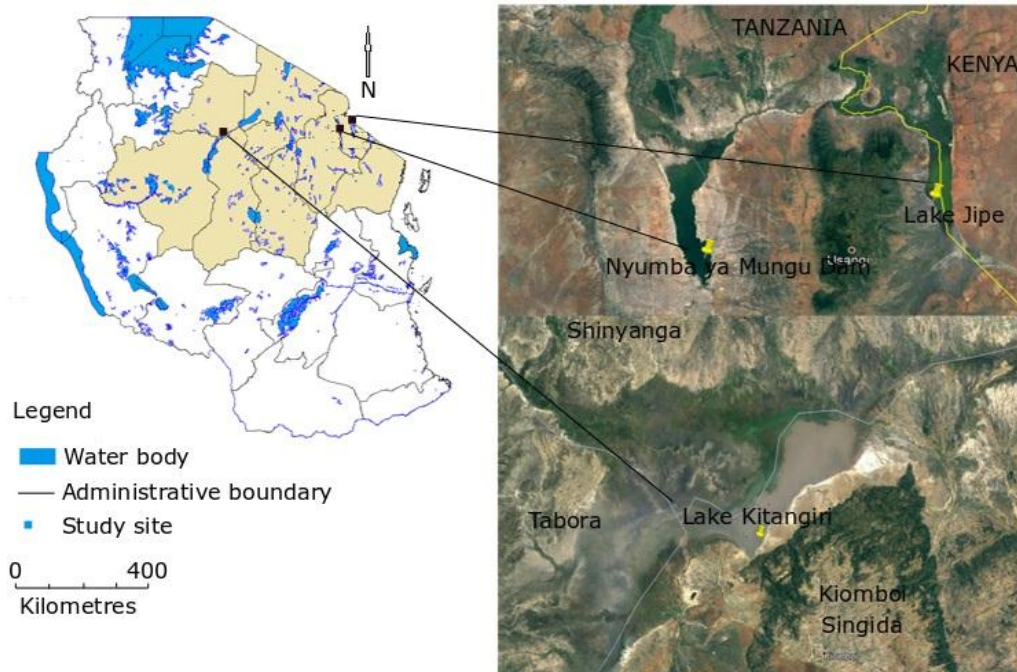 N
Legend
Water body
Administrative boundary
Study site
0 400
Kilometres
TANZANIA
KENYA
Lake Jipe
Usangi
Nyumba ya Mungu Dam
Shinyanga
Tabora
Lake Kitangiri
Kiomboi
Singida